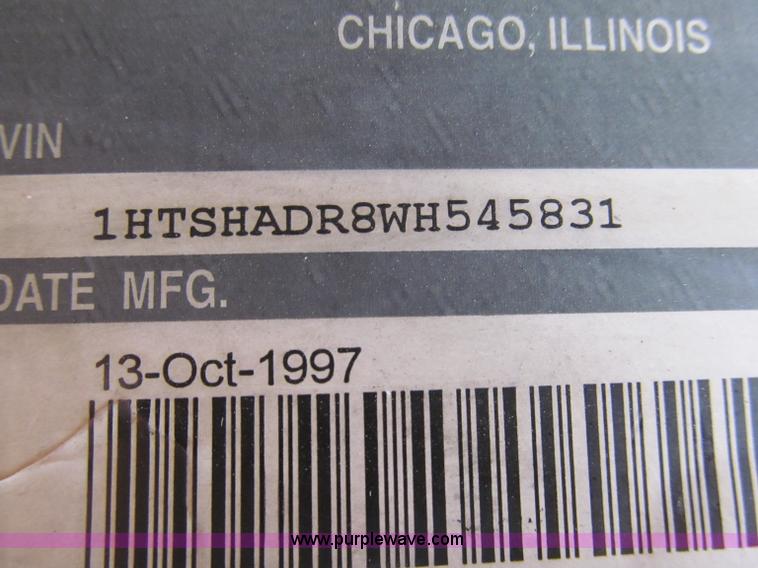 CHICAGO, ILLINOIS
VIN
1HTSHADR8WH545831
DATE MFG.
13-Oct-1997
www.purplewave.com